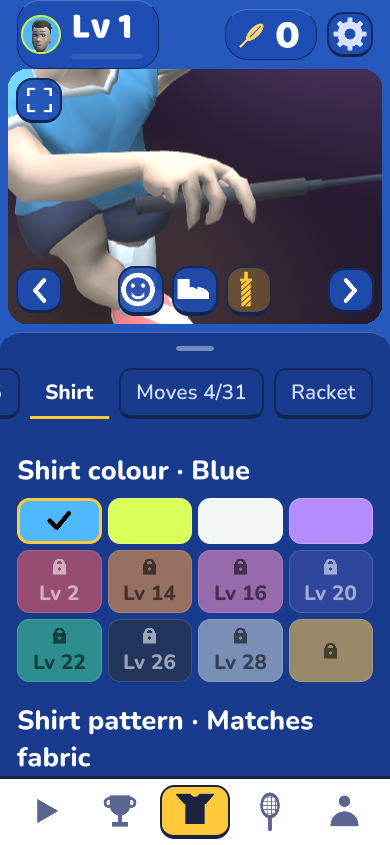 Lv 1
0
Shirt
Moves 4/31
Racket
Shirt colour · Blue
Lv 2
Lv 14
Lv 16
Lv 20
Lv 22
Lv 26
Lv 28
Shirt pattern · Matches
fabric